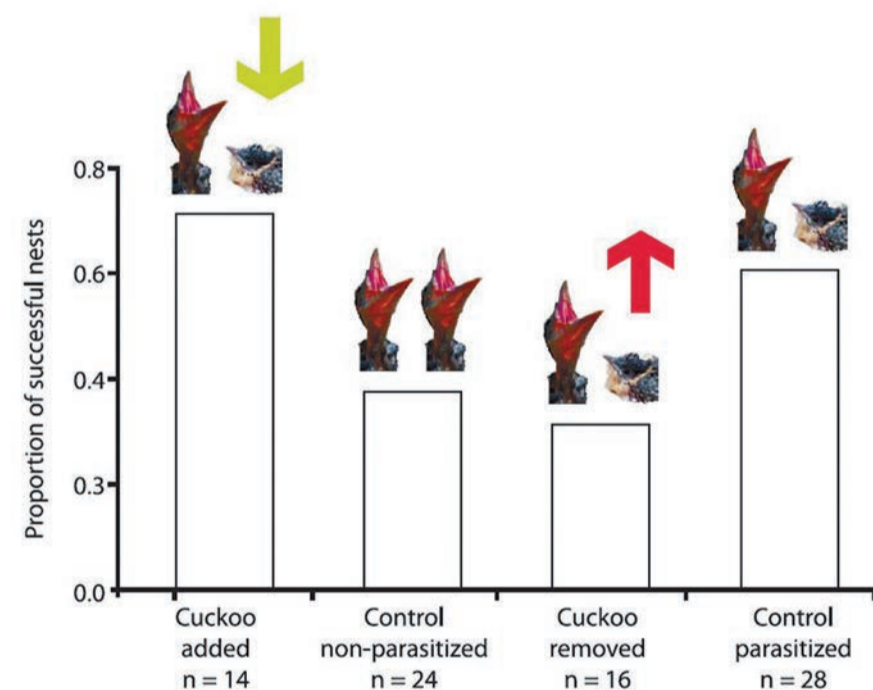 Proportion of successful nests
0.8
0.6
0.4
0.3
0.0
Cuckoo
added
n = 14
Control
non-parasitized
n = 24
Cuckoo
removed
n = 16
Control
parasitized
n = 28